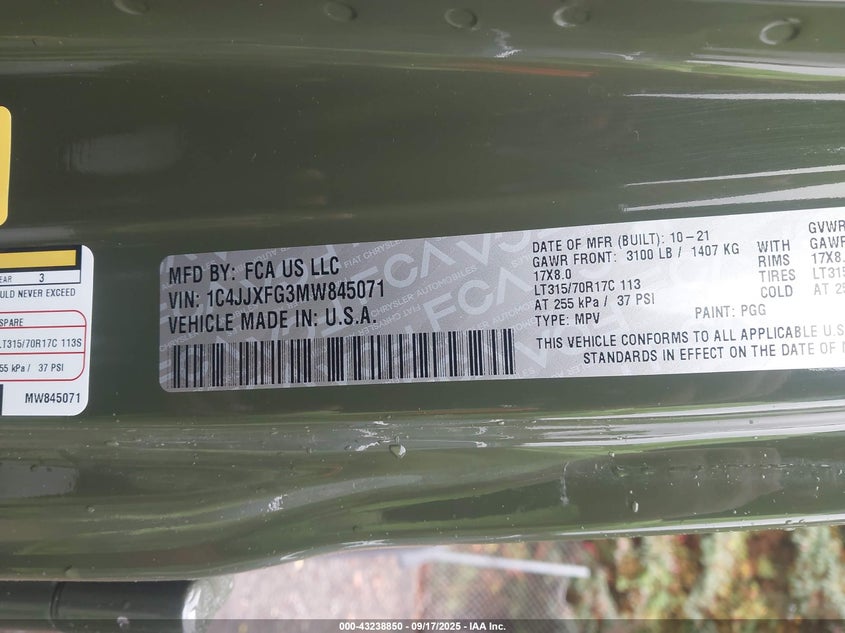 EAR 3
OULD NEVER EXCEED
SPARE
LT315/70R17C 113S
255 kPa / 37 PSI
MW845071
MFD BY: FCA US LLC
VIN: 1C4JJXFG3MW845071
VEHICLE MADE IN: U.S.A.
DATE OF MFR (BUILT): 10-21
GAWR FRONT: 3100 LB / 1407 KG
17X8.0
LT315/70R17C 113
AT 255 kPa / 37 PSI
TYPE: MPV
PAINT: PGG
WITH
RIMS
TIRES
COLD
GVWR
GAWR
17X8.
LT315
AT 25
THIS VEHICLE CONFORMS TO ALL APPLICABLE U.S
STANDARDS IN EFFECT ON THE DATE OF M
000-43238850 - 09/17/2025 - IAA Inc.